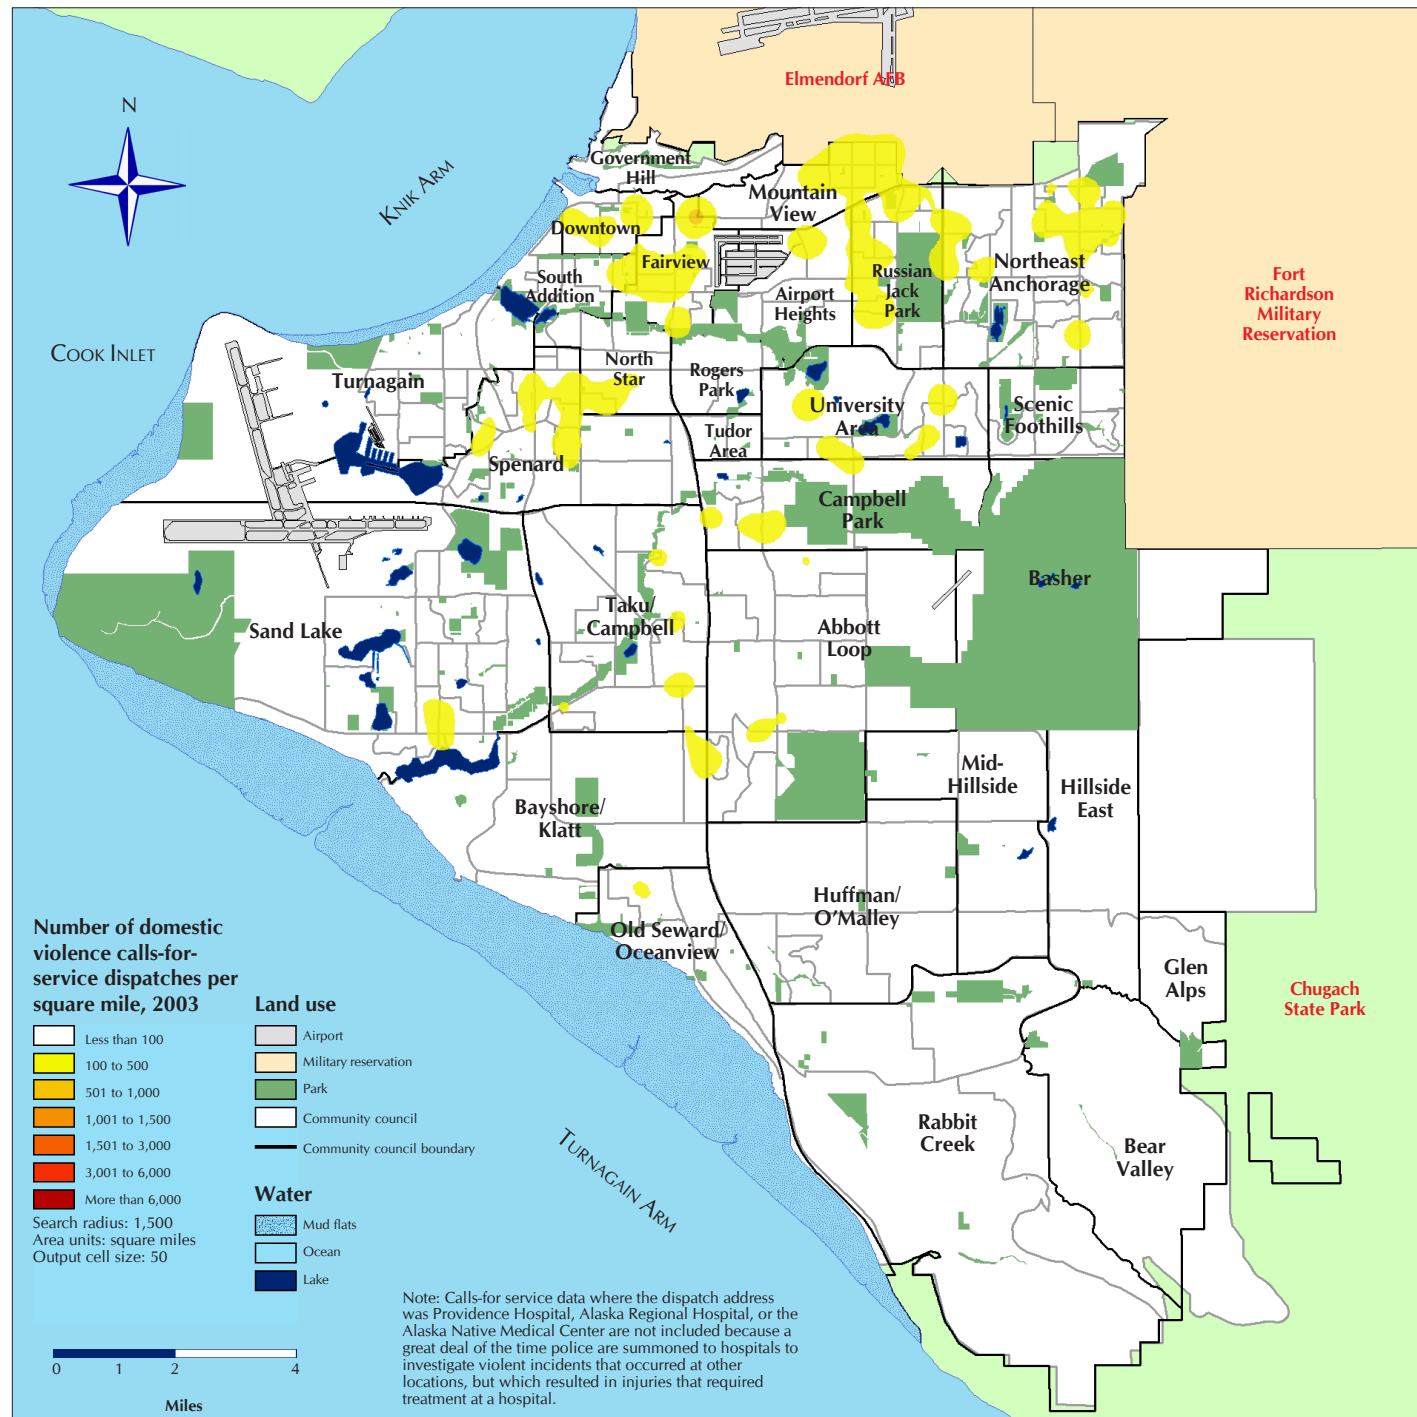 Elmendorf AFB
N
KNIK ARM
Government
Hill
Mountain
View
Downtown
Fairview
South
Addition
Airport
Heights
Russian
Jack
Park
Northeast
Anchorage
Fort
Richardson
Military
Reservation
COOK INLET
Turnagain
North
Star
Rogers
Park
University
Area
Scenic
Foothills
Tudor
Area
Spenard
Campbell
Park
Basher
Sand Lake
Taku/
Campbell
Abbott
Loop
Mid-
Hillside
Hillside
East
Bayshore/
Klatt
Huffman/
O'Malley
Old Seward/
Oceanview
Glen
Alps
Chugach
State Park
Rabbit
Creek
Bear
Valley
TURNAGAIN ARM
Number of domestic
violence calls-for-
service dispatches per
square mile, 2003
Less than 100
100 to 500
501 to 1,000
1,001 to 1,500
1,501 to 3,000
3,001 to 6,000
More than 6,000
Search radius: 1,500
Area units: square miles
Output cell size: 50
Land use
Airport
Military reservation
Park
Community council
Community council boundary
Water
Mud flats
Ocean
Lake
0 1 2 4
Miles
Note: Calls-for service data where the dispatch address
was Providence Hospital, Alaska Regional Hospital, or the
Alaska Native Medical Center are not included because a
great deal of the time police are summoned to hospitals to
investigate violent incidents that occurred at other
locations, but which resulted in injuries that required
treatment at a hospital.